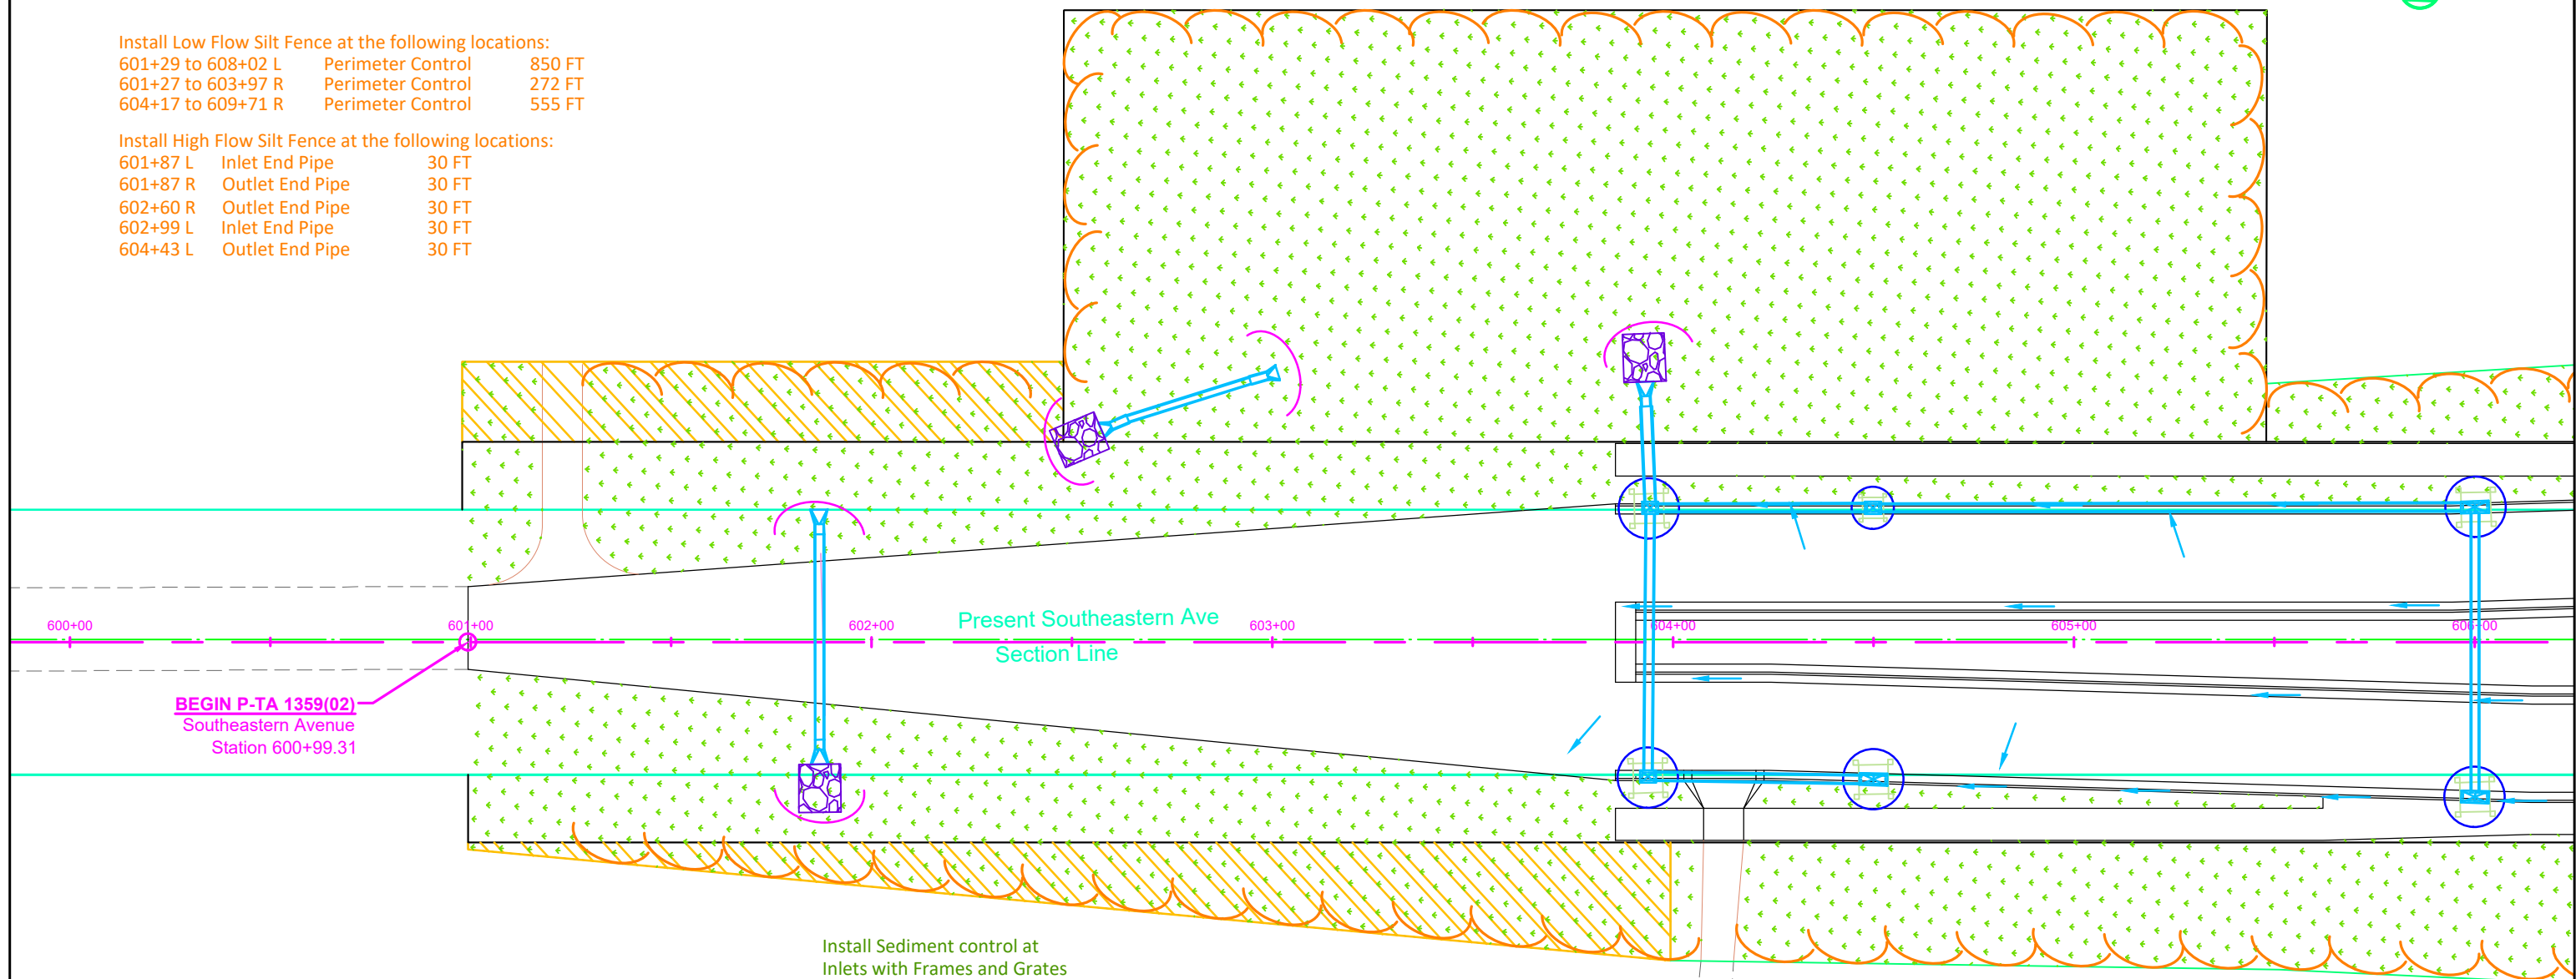 Install Low Flow Silt Fence at the following locations:
601+29 to 608+02 L Perimeter Control 850 FT
601+27 to 603+97 R Perimeter Control 272 FT
604+17 to 609+71 R Perimeter Control 555 FT
Install High Flow Silt Fence at the following locations:
601+87 L Inlet End Pipe 30 FT
601+87 R Outlet End Pipe 30 FT
602+60 R Outlet End Pipe 30 FT
602+99 L Inlet End Pipe 30 FT
604+43 L Outlet End Pipe 30 FT
Present Southeastern Ave
600+00 601+00 602+00 603+00 604+00 605+00 606+00
Section Line
BEGIN P-TA 1359(02)
Southeastern Avenue
Station 600+99.31
Install Sediment control at
Inlets with Frames and Grates